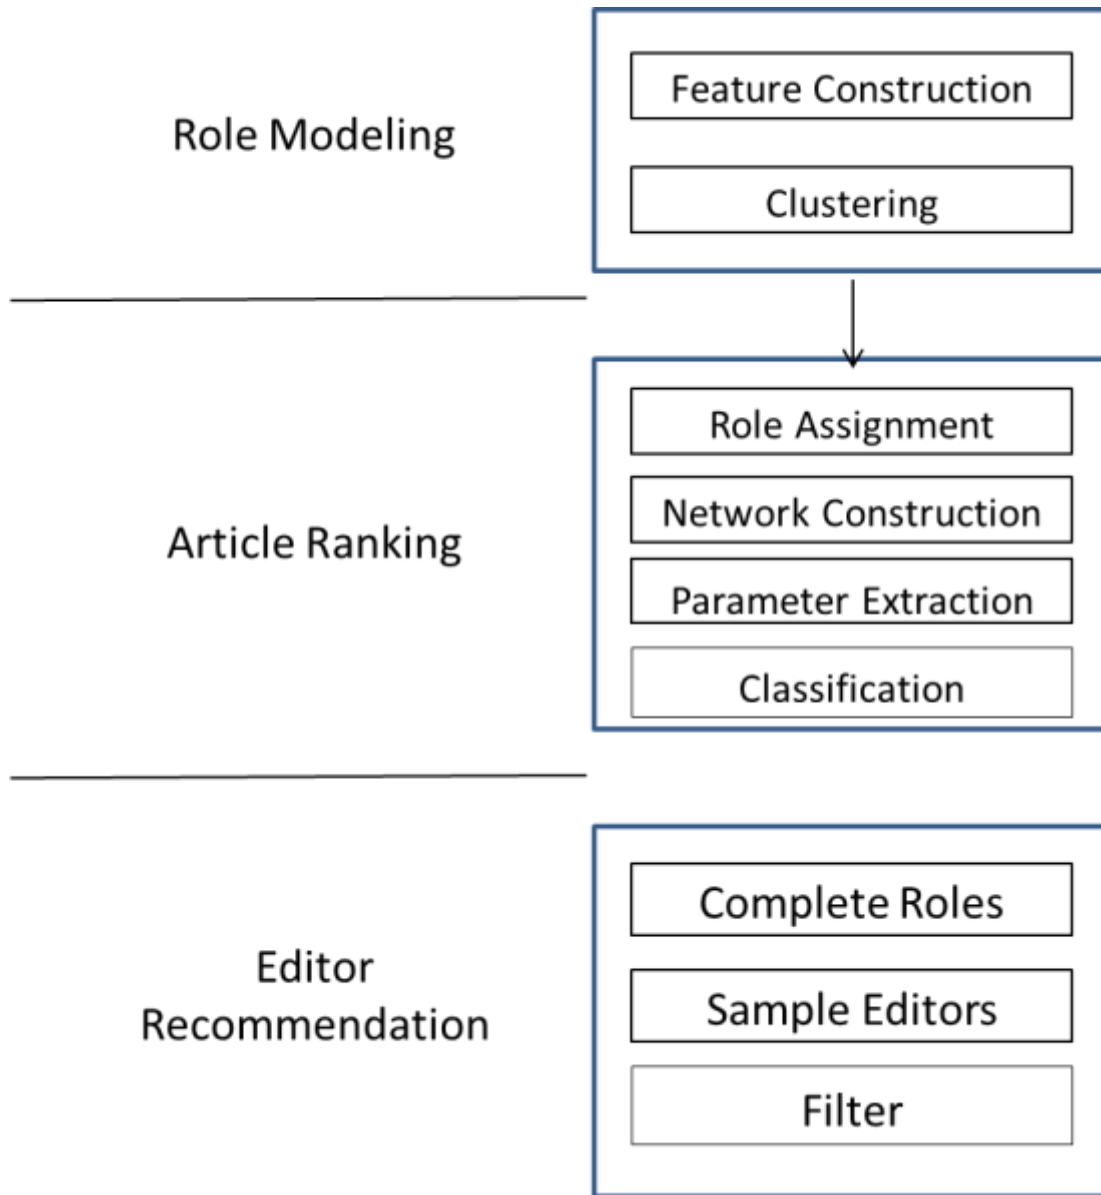 Role Modeling
Feature Construction
Clustering
Article Ranking
Role Assignment
Network Construction
Parameter Extraction
Classification
Editor
Recommendation
Complete Roles
Sample Editors
Filter